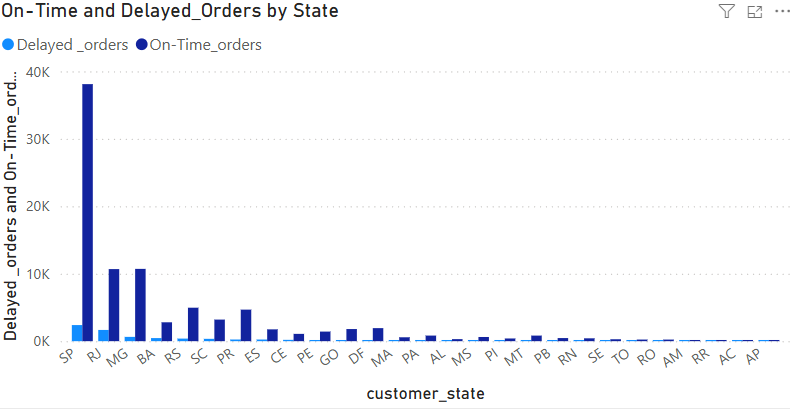 On-Time and Delayed_Orders by State
Delayed _orders On-Time_orders
Delayed _orders and On-Time_ord...
40K
30K
20K
10K
0K
SP RJ MG BA RS SC PR ES CE PE GO DF MA PA AL MS PI MT PB RN SE TO RO AM RR AC AP
customer_state